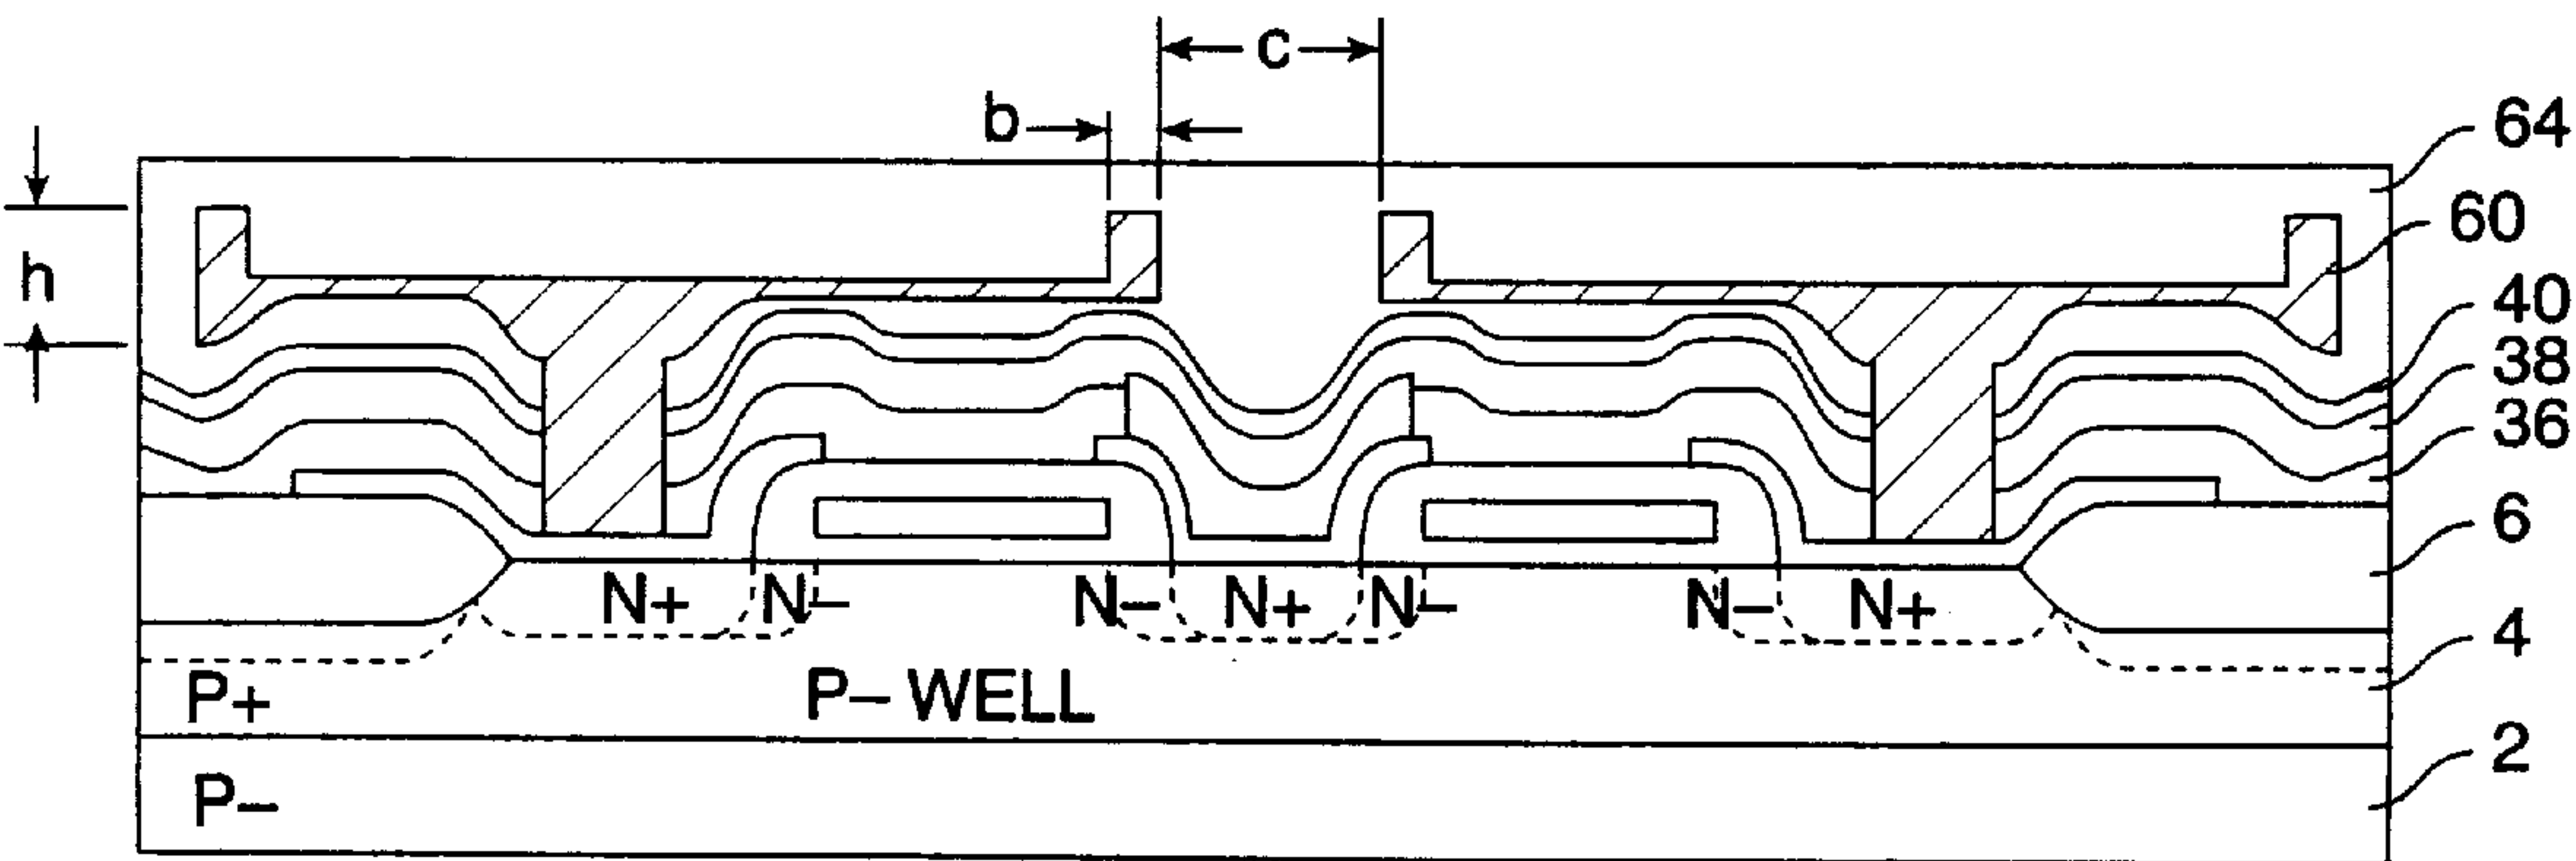 c
b
64
h
60
40
38
36
6
N+ N– N– N+ N– N– N+
4
P+ P– WELL
2
P–